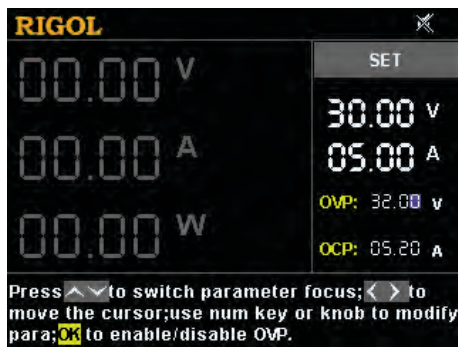 RIGOL
SET
00.00 V
30.00 V
00.00 A
05.00 A
OVP: 32.00 V
00.00 W
OCP: 05.20 A
Press to switch parameter focus; < > to
move the cursor;use num key or knob to modify
para;OK to enable/disable OVP.